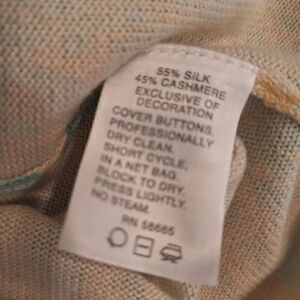 55% SILK
45% CASHMERE
EXCLUSIVE OF
DECORATION
COVER BUTTONS.
PROFESSIONALLY
DRY CLEAN.
SHORT CYCLE,
IN A NET BAG.
BLOCK TO DRY.
PRESS LIGHTLY.
NO STEAM.
RN 58665